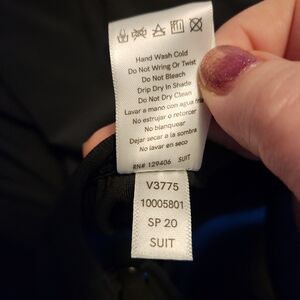 Hand Wash Cold
Do Not Wring Or Twist
Do Not Bleach
Drip Dry In Shade
Do Not Dry Clean
Lavar a mano con agua
No estrujar o retorcer
No blanquear
Dejar secar a la sombra
No lavar en seco
RN# 129406 SUIT
V3775
10005801
SP 20
SUIT